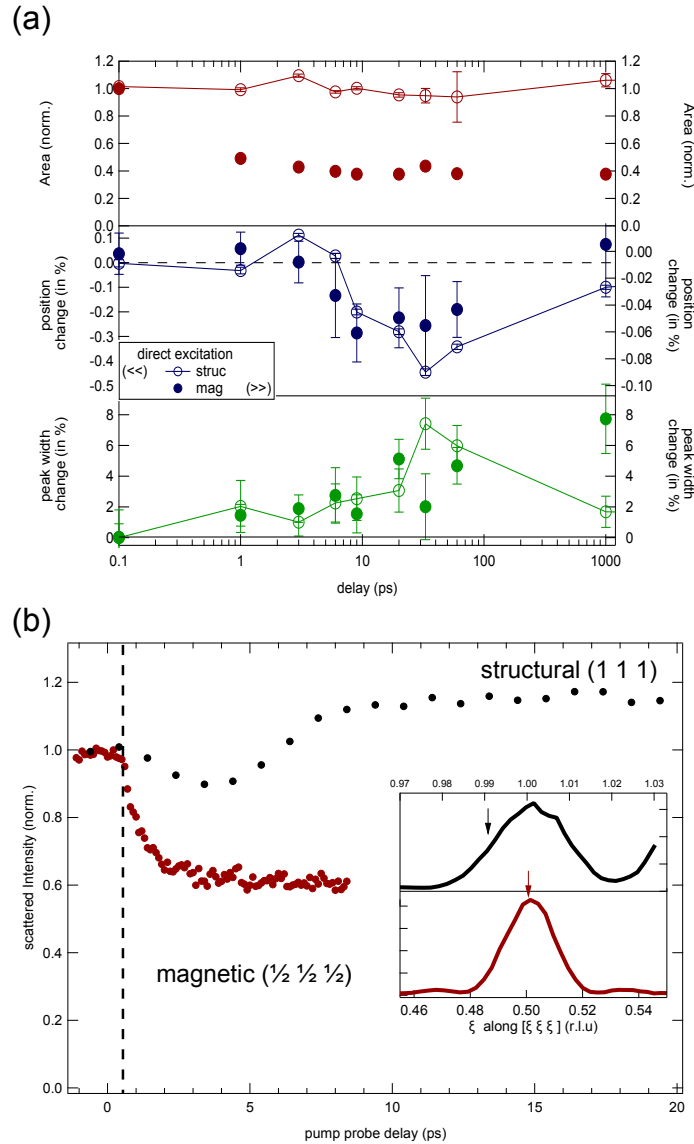 (a)
1.2
1.0
0.8
0.6
0.4
0.2
0.0
Area (norm.)
1.2
1.0
0.8
0.6
0.4
0.2
0
Area (norm.)
0.1
0.0
-0.1
-0.2
-0.3
-0.5
position
change (in %)
0.00
-0.02
-0.04
-0.06
-0.08
-0.10
position
change (in %)
direct excitation
(<<) struc
mag (>>)
8
6
4
2
0
peak width
change (in %)
8
6
4
2
0
peak width
change (in %)
0.1 1 10 100 1000
delay (ps)
(b)
structural (1 1 1)
1.2
1.0
0.8
0.6
0.4
0.2
0.0
scattered Intensity (norm.)
0.97 0.98 0.99 1.00 1.01 1.02 1.03
magnetic (½ ½ ½)
0.46 0.48 0.50 0.52 0.54
ξ along [ξ ξ ξ] (r.l.u)
0 5 10 15 20
pump probe delay (ps)